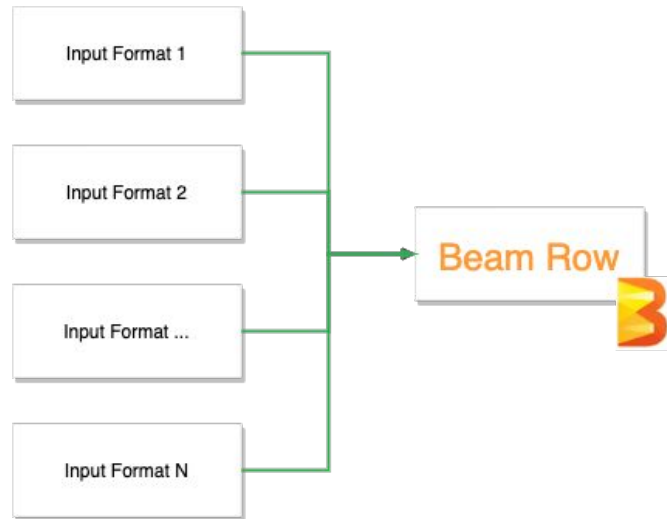 Input Format 1
Input Format 2
Beam Row
Input Format ...
Input Format N